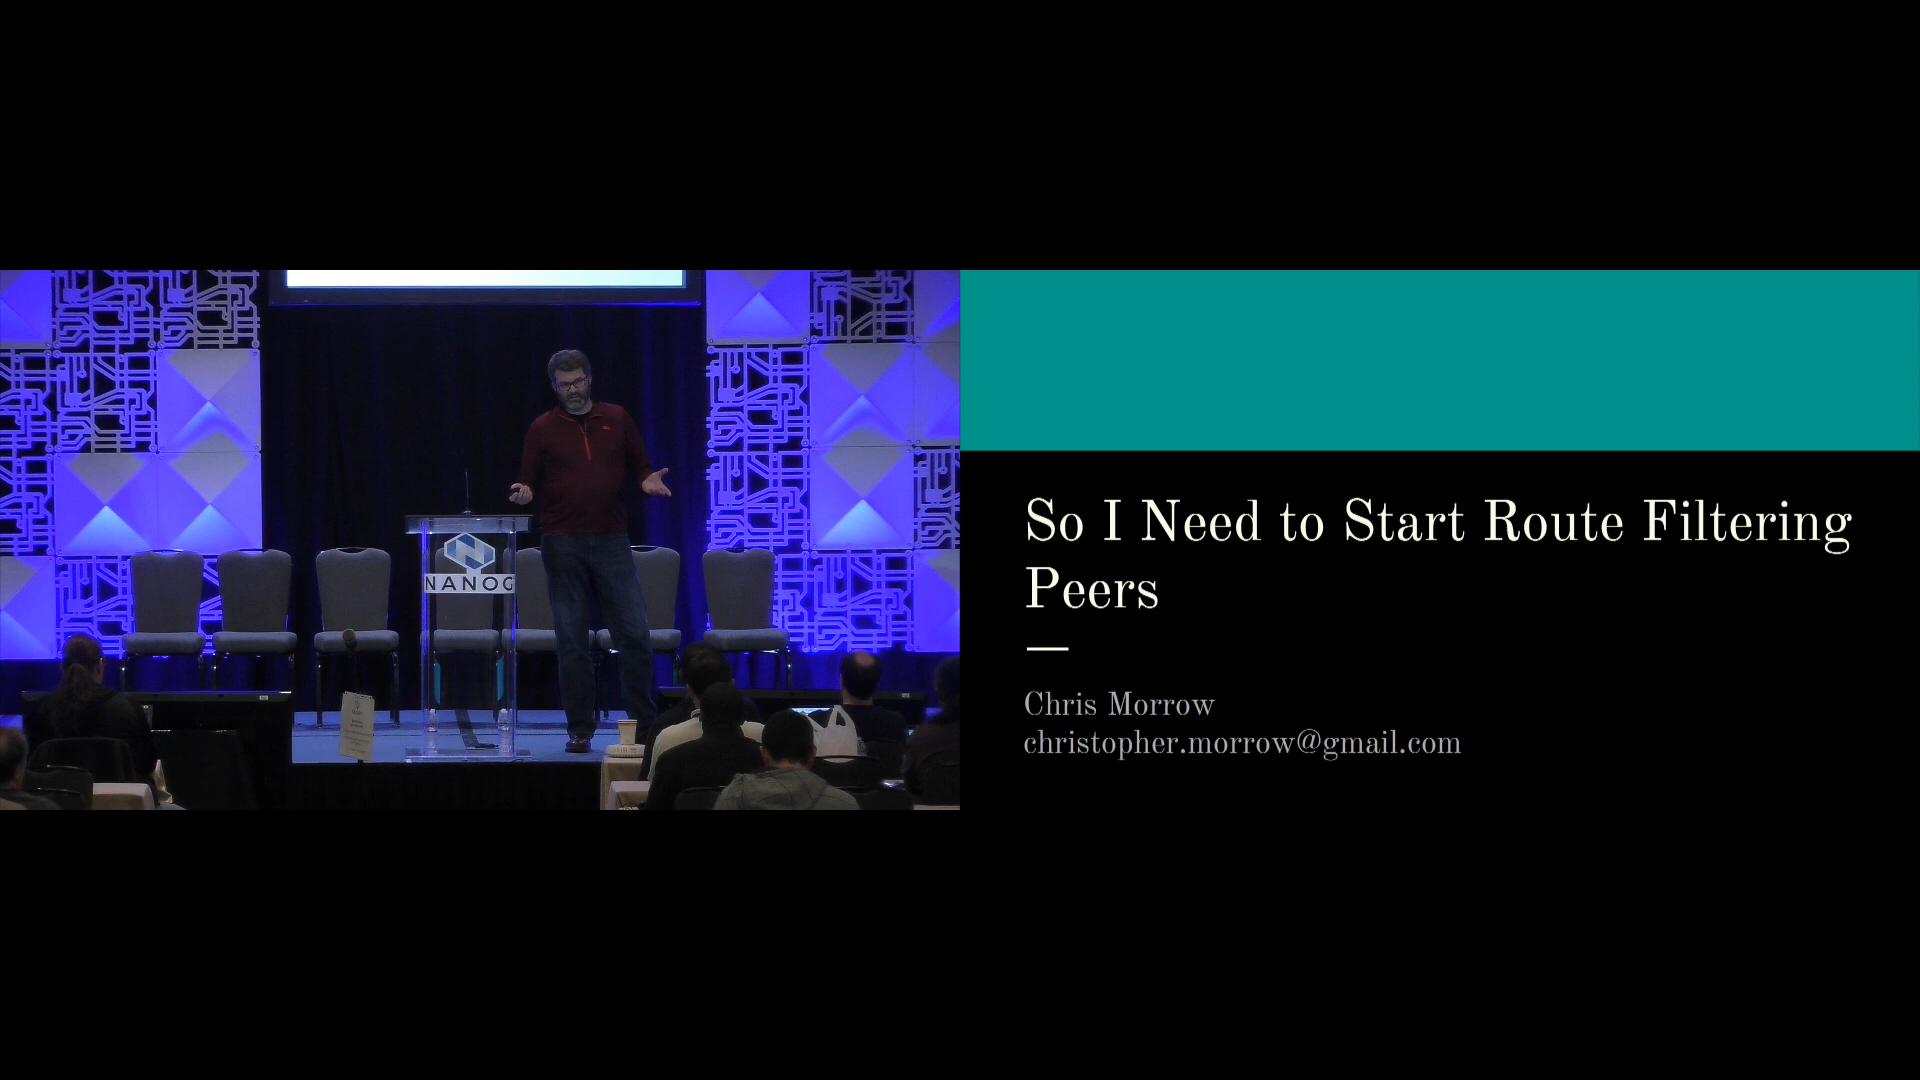 NANOG
So I Need to Start Route Filtering
Peers
Chris Morrow
christopher.morrow@gmail.com